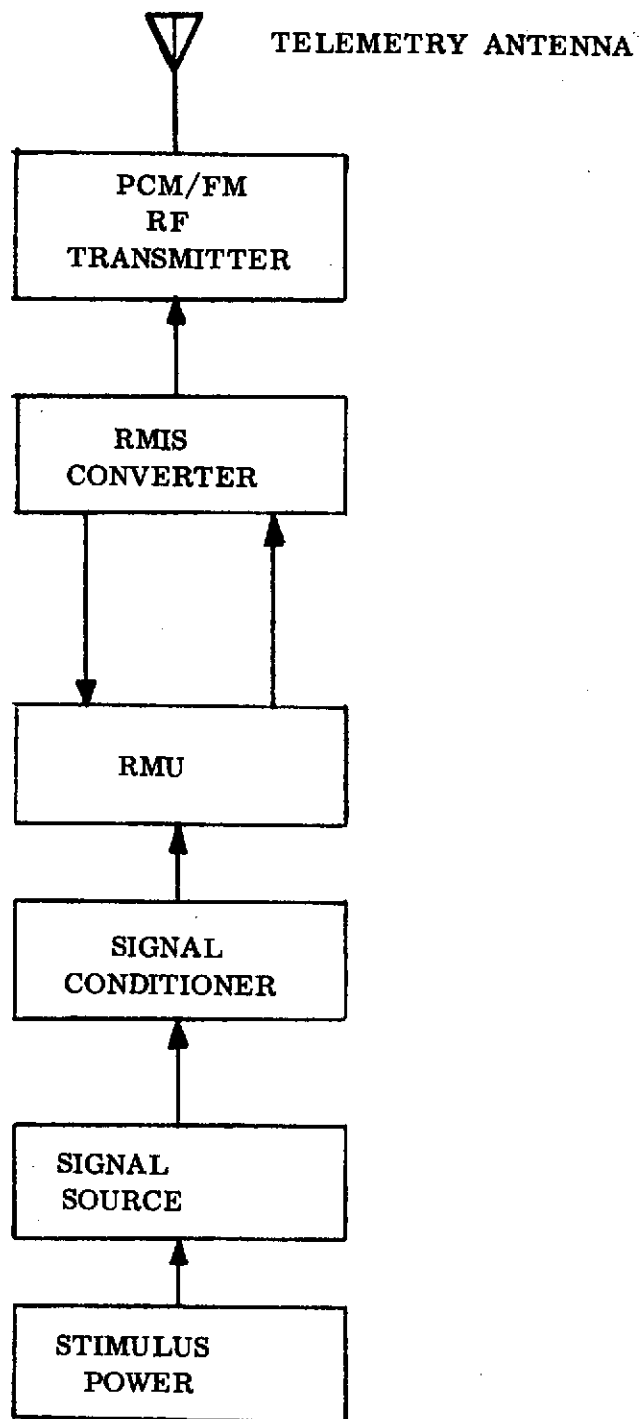 TELEMETRY ANTENNA
PCM/FM
RF
TRANSMITTER
RMIS
CONVERTER
RMU
SIGNAL
CONDITIONER
SIGNAL
SOURCE
STIMULUS
POWER